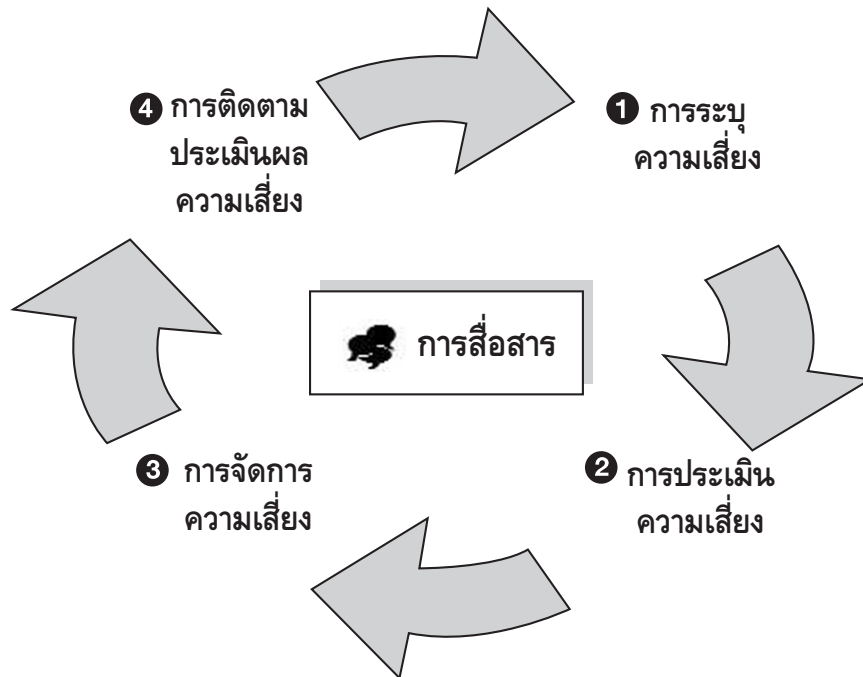 ❶ การระบุ
ความเสี่ยง
❷ การประเมิน
ความเสี่ยง
❸ การจัดการ
ความเสี่ยง
❹ การติดตาม
ประเมินผล
ความเสี่ยง
การสื่อสาร